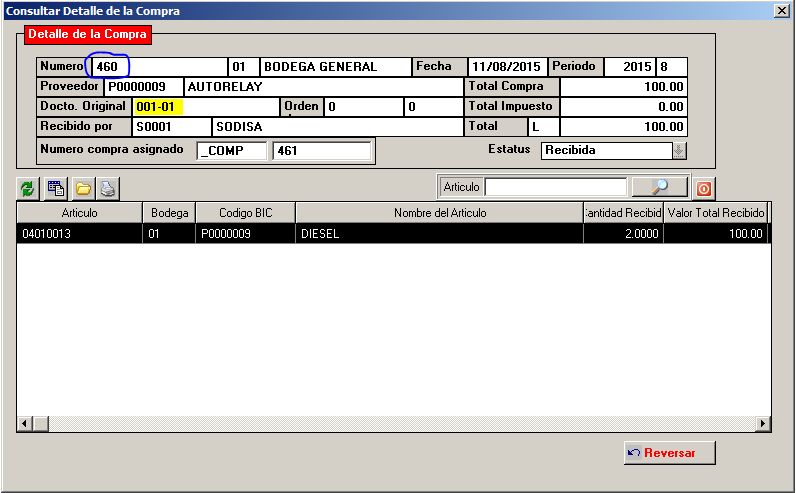 Consultar Detalle de la Compra
Detalle de la Compra
Numero 460 01 BODEGA GENERAL Fecha 11/08/2015 Periodo 2015 8
Proveedor P0000009 AUTORELAY Total Compra 100.00
Docto. Original 001-01 Orden 0 0 Total Impuesto 0.00
Recibido por S0001 SODISA Total L 100.00
Numero compra asignado _COMP 461 Estatus Recibida
Articulo
Articulo Bodega Codigo BIC Nombre del Articulo Cantidad Recibid Valor Total Recibido
04010013 01 P0000009 DIESEL 2.0000 100.00
Reversar